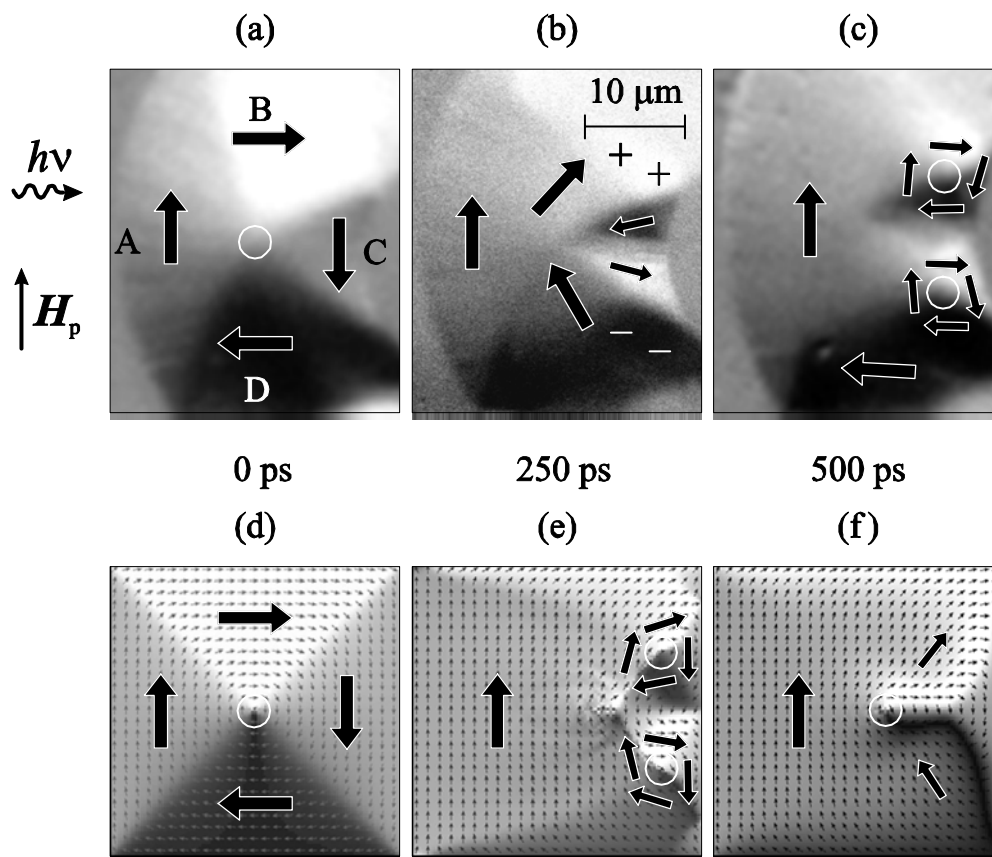 (a) (b) (c)
hν
H_p
A
B
C
D
10 μm
+ +
− −
0 ps 250 ps 500 ps
(d) (e) (f)